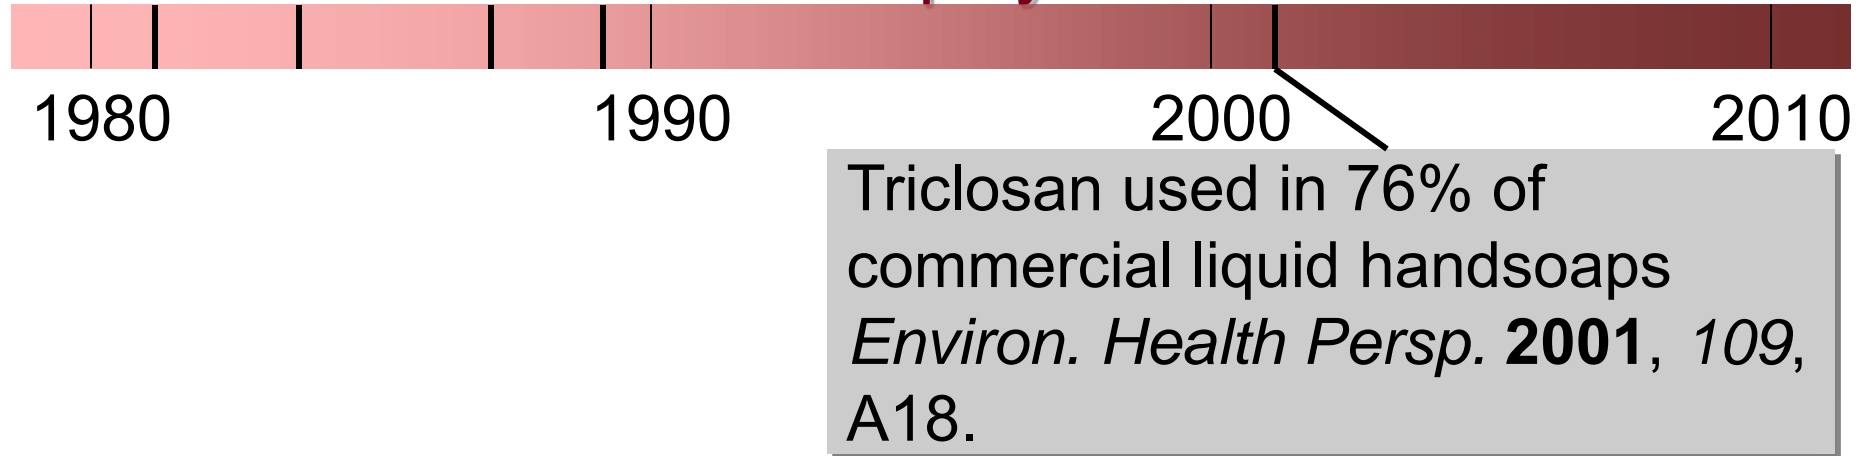 1980 1990 2000 2010
Triclosan used in 76% of
commercial liquid handsoaps
Environ. Health Persp. 2001, 109,
A18.